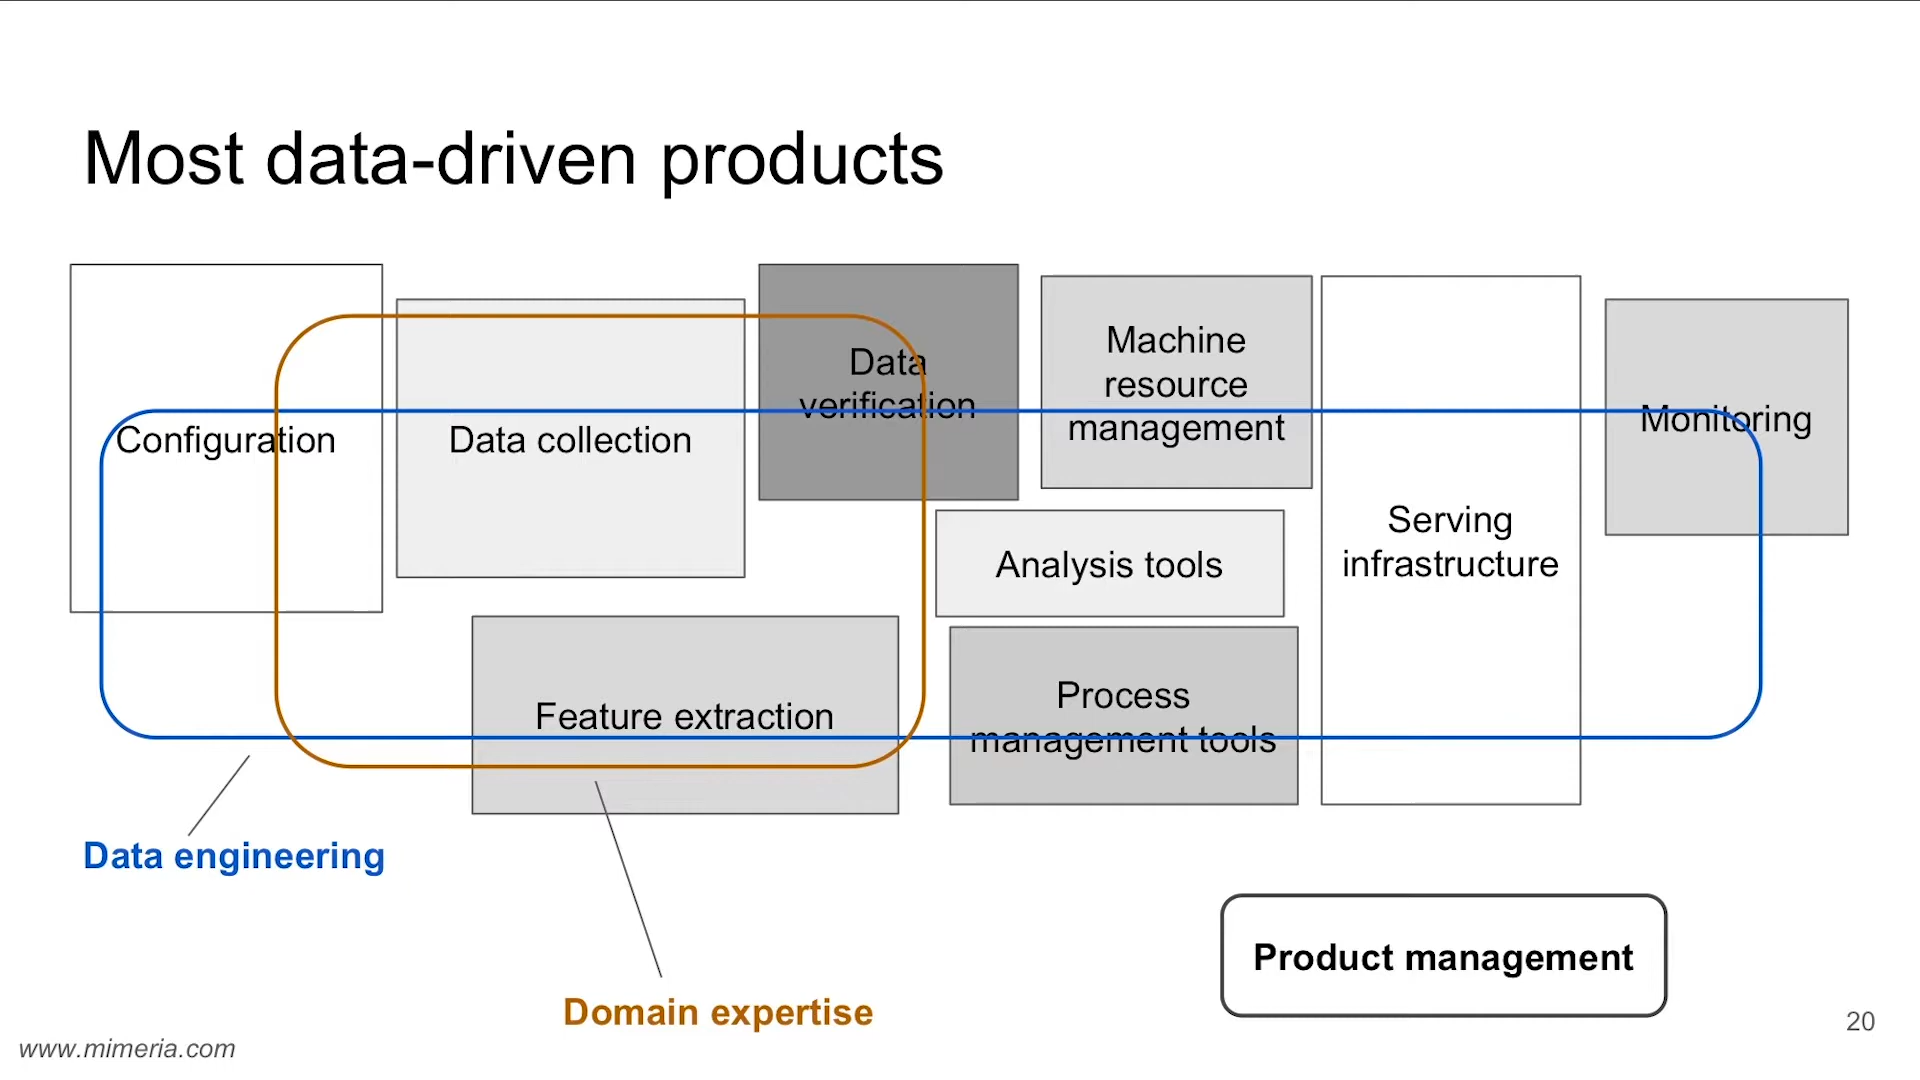 Most data-driven products
Configuration
Data collection
Data
verification
Machine
resource
management
Monitoring
Analysis tools
Serving
infrastructure
Feature extraction
Process
management tools
Data engineering
Domain expertise
Product management
www.mimeria.com
20